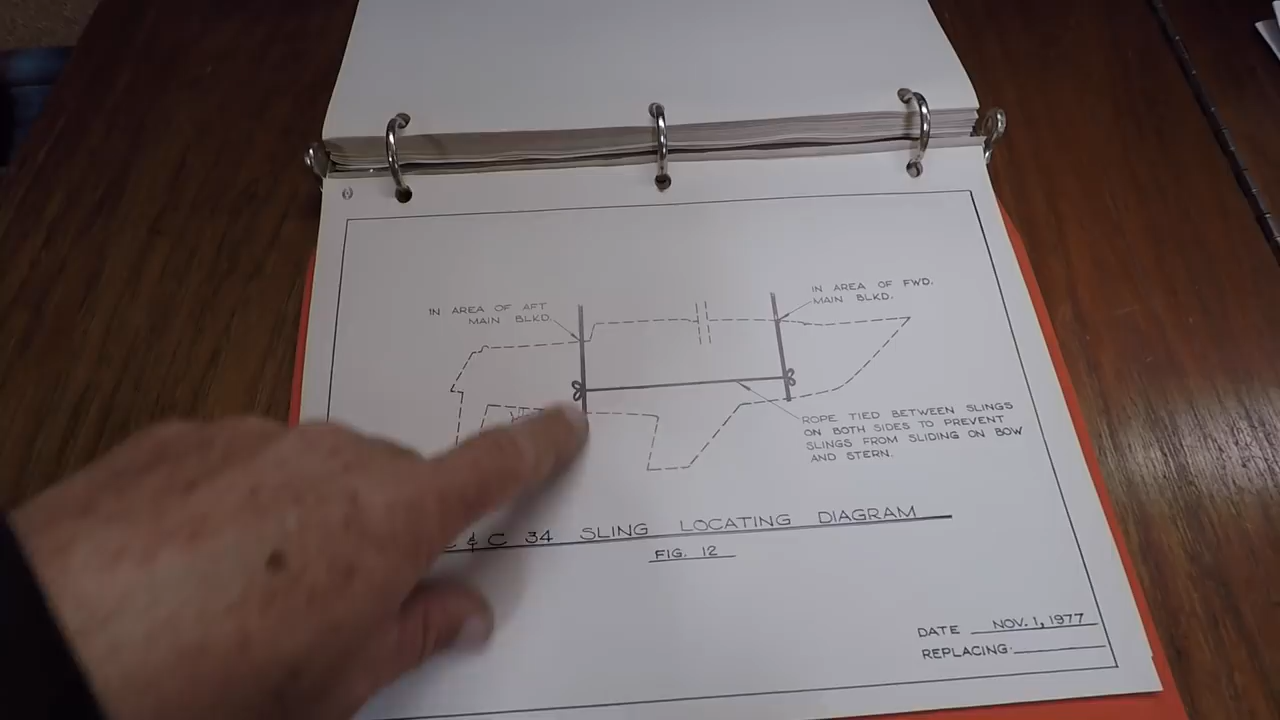 IN AREA OF AFT
MAIN BLKD.
IN AREA OF FWD.
MAIN BLKD.
ROPE TIED BETWEEN SLINGS
ON BOTH SIDES TO PREVENT
SLINGS FROM SLIDING ON BOW
AND STERN.
C & C 34 SLING LOCATING DIAGRAM
FIG. 12
DATE NOV. 1, 1977
REPLACING